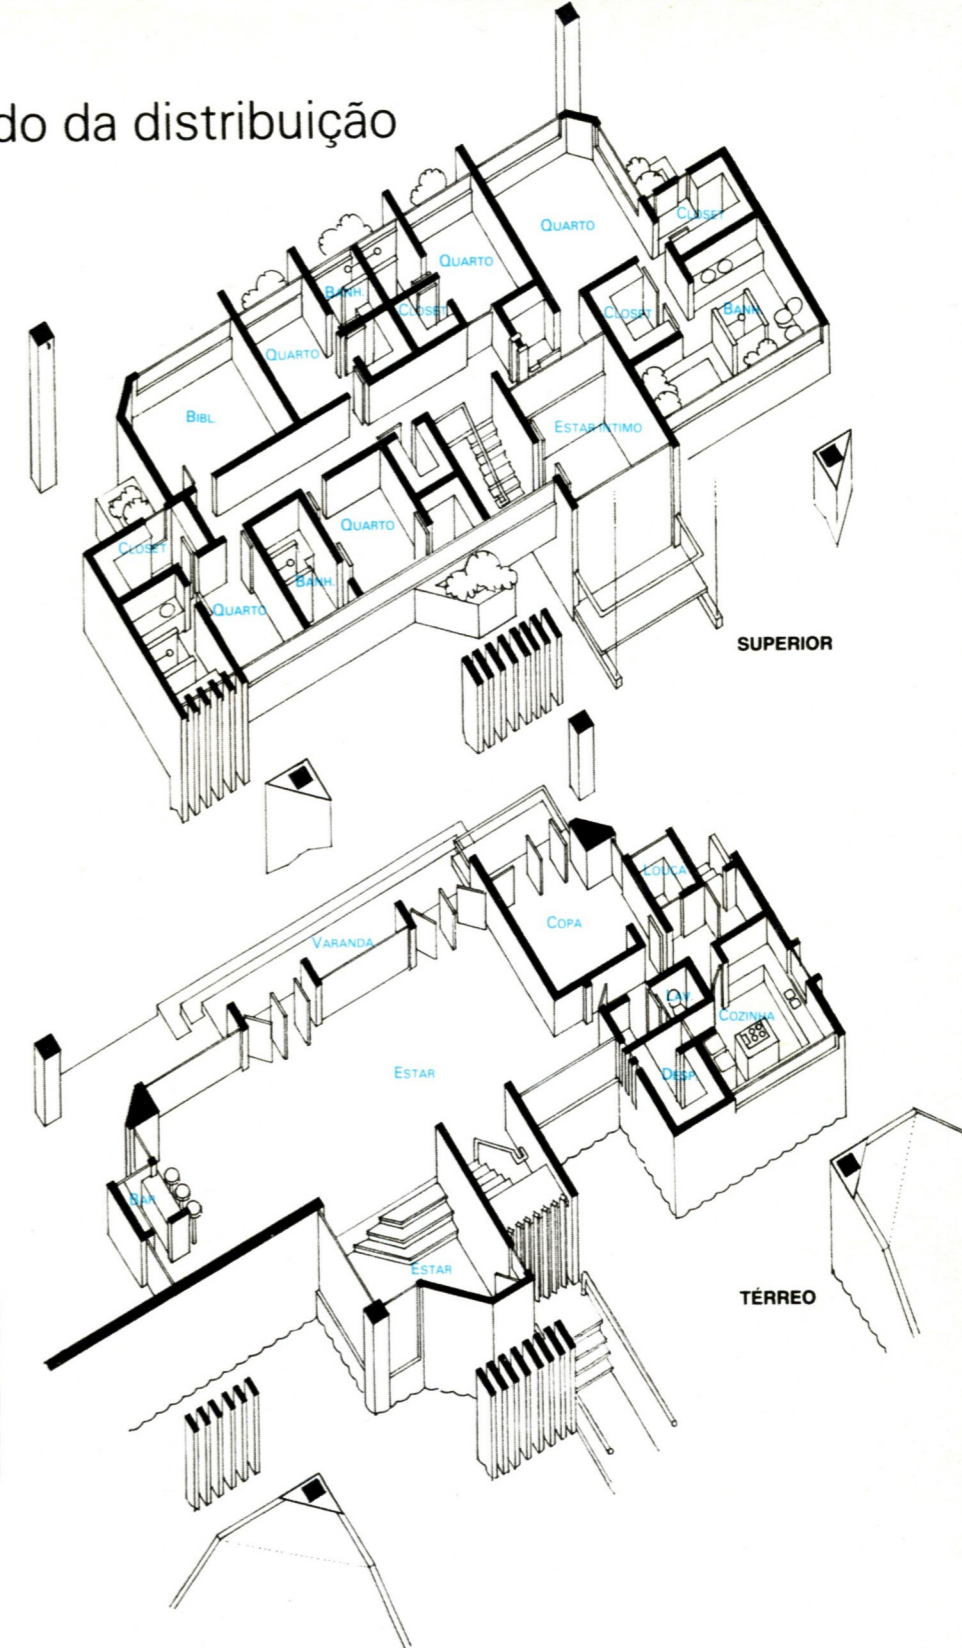 do da distribuição
QUARTO
CLOSET
QUARTO
BANH.
CLOSET
CLOSET
BANH.
QUARTO
BIBL.
ESTAR ÍNTIMO
QUARTO
CLOSET
BANH.
QUARTO
SUPERIOR
LOUÇA
COPA
VARANDA
LAV.
COZINHA
ESTAR
DESP.
BAR
ESTAR
TÉRREO